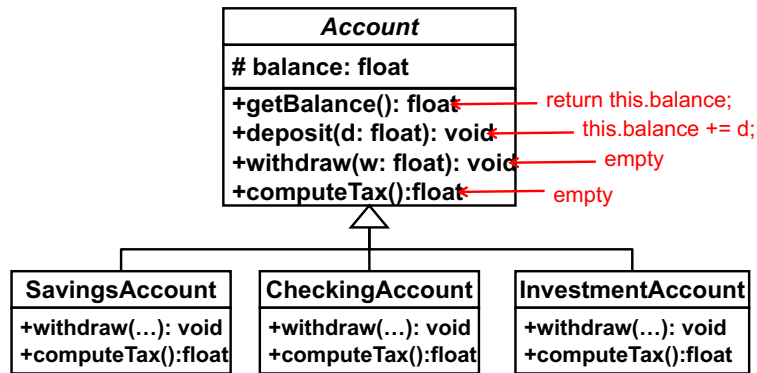 Account
# balance: float
+getBalance(): float
return this.balance;
+deposit(d: float): void
this.balance += d;
+withdraw(w: float): void
empty
+computeTax():float
empty
SavingsAccount
+withdraw(…): void
+computeTax():float
CheckingAccount
+withdraw(…): void
+computeTax():float
InvestmentAccount
+withdraw(…): void
+computeTax():float